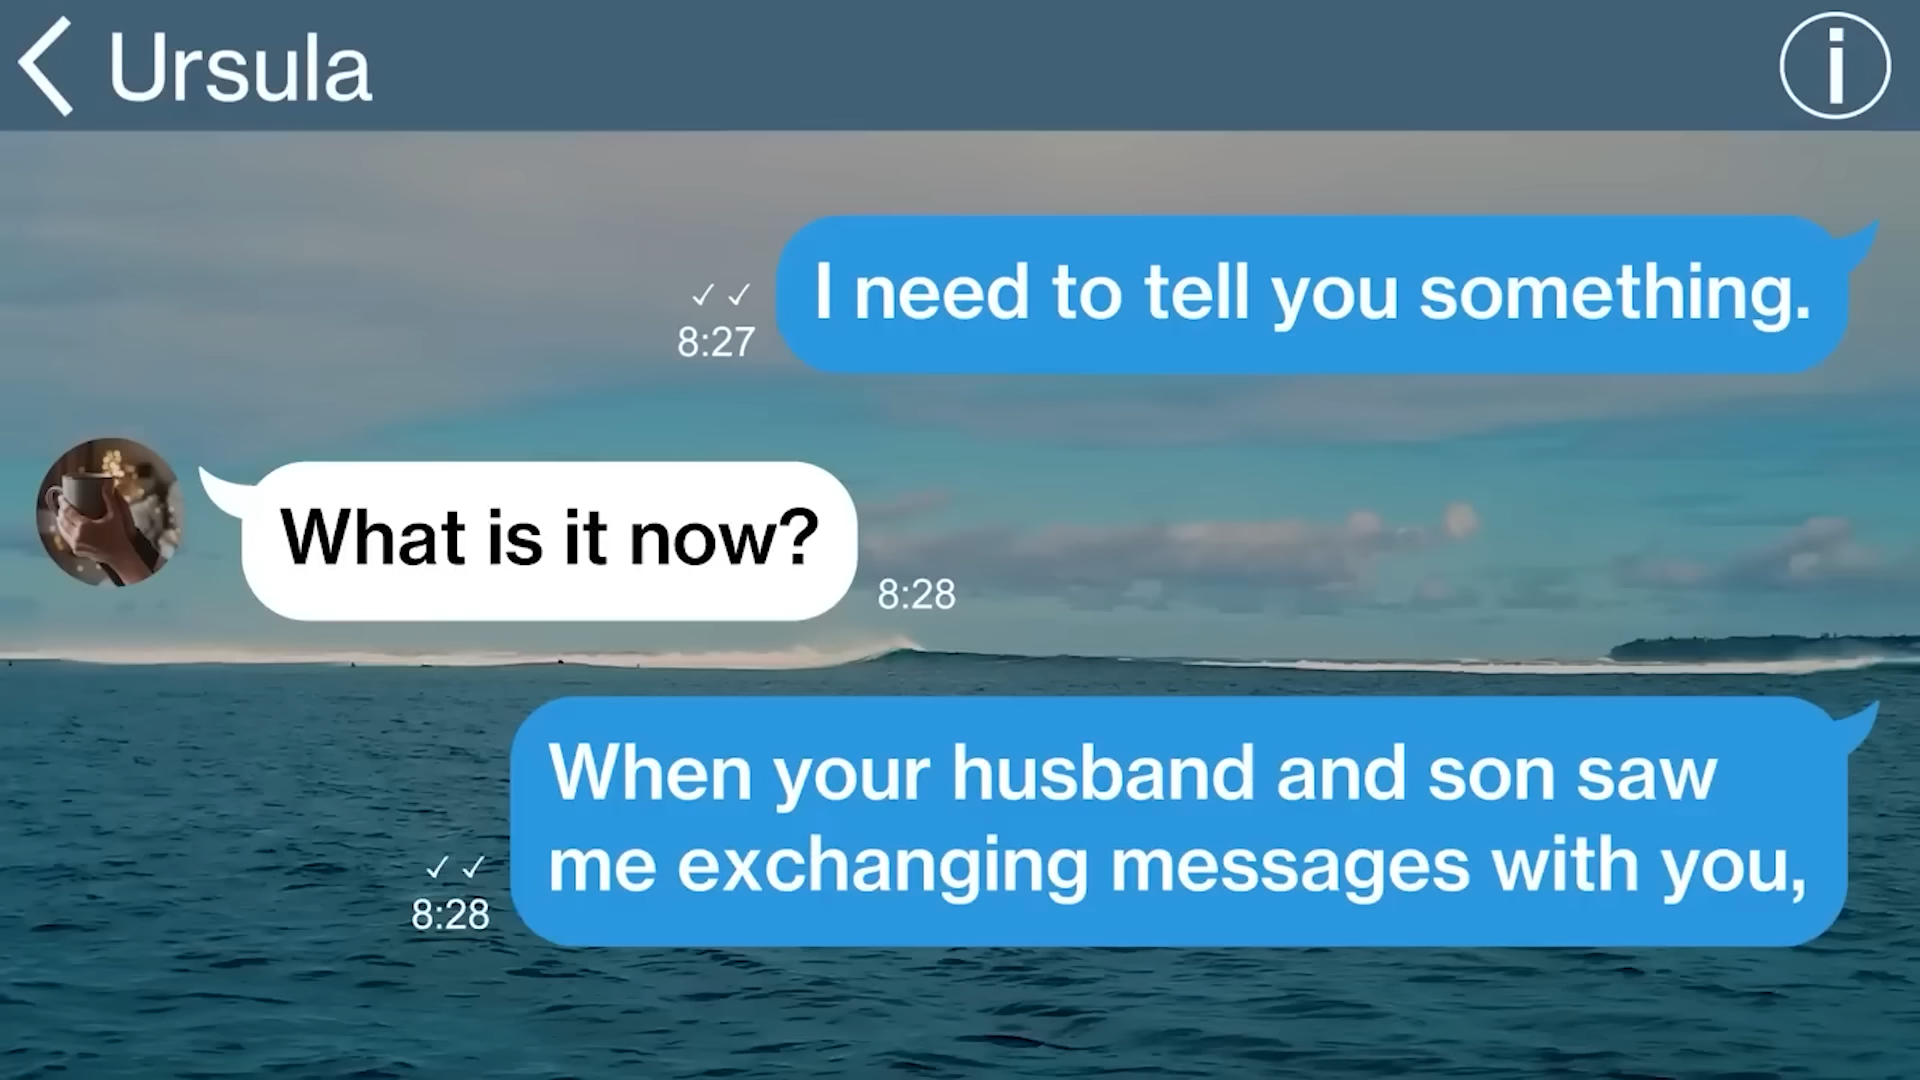 Ursula
I need to tell you something.
✓ ✓
8:27
What is it now?
8:28
When your husband and son saw
me exchanging messages with you,
✓ ✓
8:28